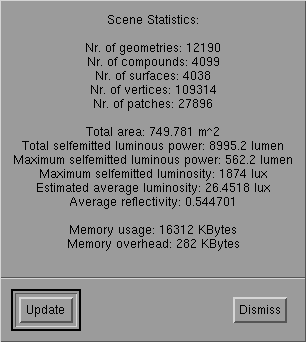 Scene Statistics:
Nr. of geometries: 12190
Nr. of compounds: 4099
Nr. of surfaces: 4038
Nr. of vertices: 109314
Nr. of patches: 27896
Total area: 749.781 m^2
Total selfemitted luminous power: 8995.2 lumen
Maximum selfemitted luminous power: 562.2 lumen
Maximum selfemitted luminosity: 1874 lux
Estimated average luminosity: 26.4518 lux
Average reflectivity: 0.544701
Memory usage: 16312 KBytes
Memory overhead: 282 KBytes
Update Dismiss